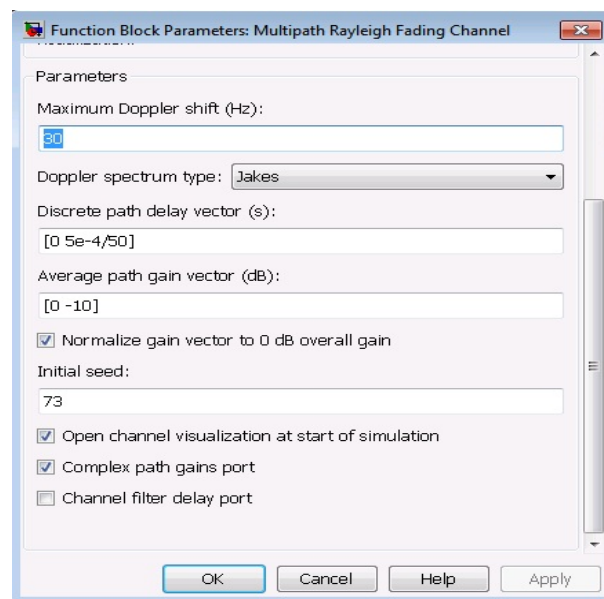 Function Block Parameters: Multipath Rayleigh Fading Channel
Parameters
Maximum Doppler shift (Hz):
30
Doppler spectrum type: Jakes
Discrete path delay vector (s):
[0 5e-4/50]
Average path gain vector (dB):
[0 -10]
Normalize gain vector to 0 dB overall gain
Initial seed:
73
Open channel visualization at start of simulation
Complex path gains port
Channel filter delay port
OK Cancel Help Apply